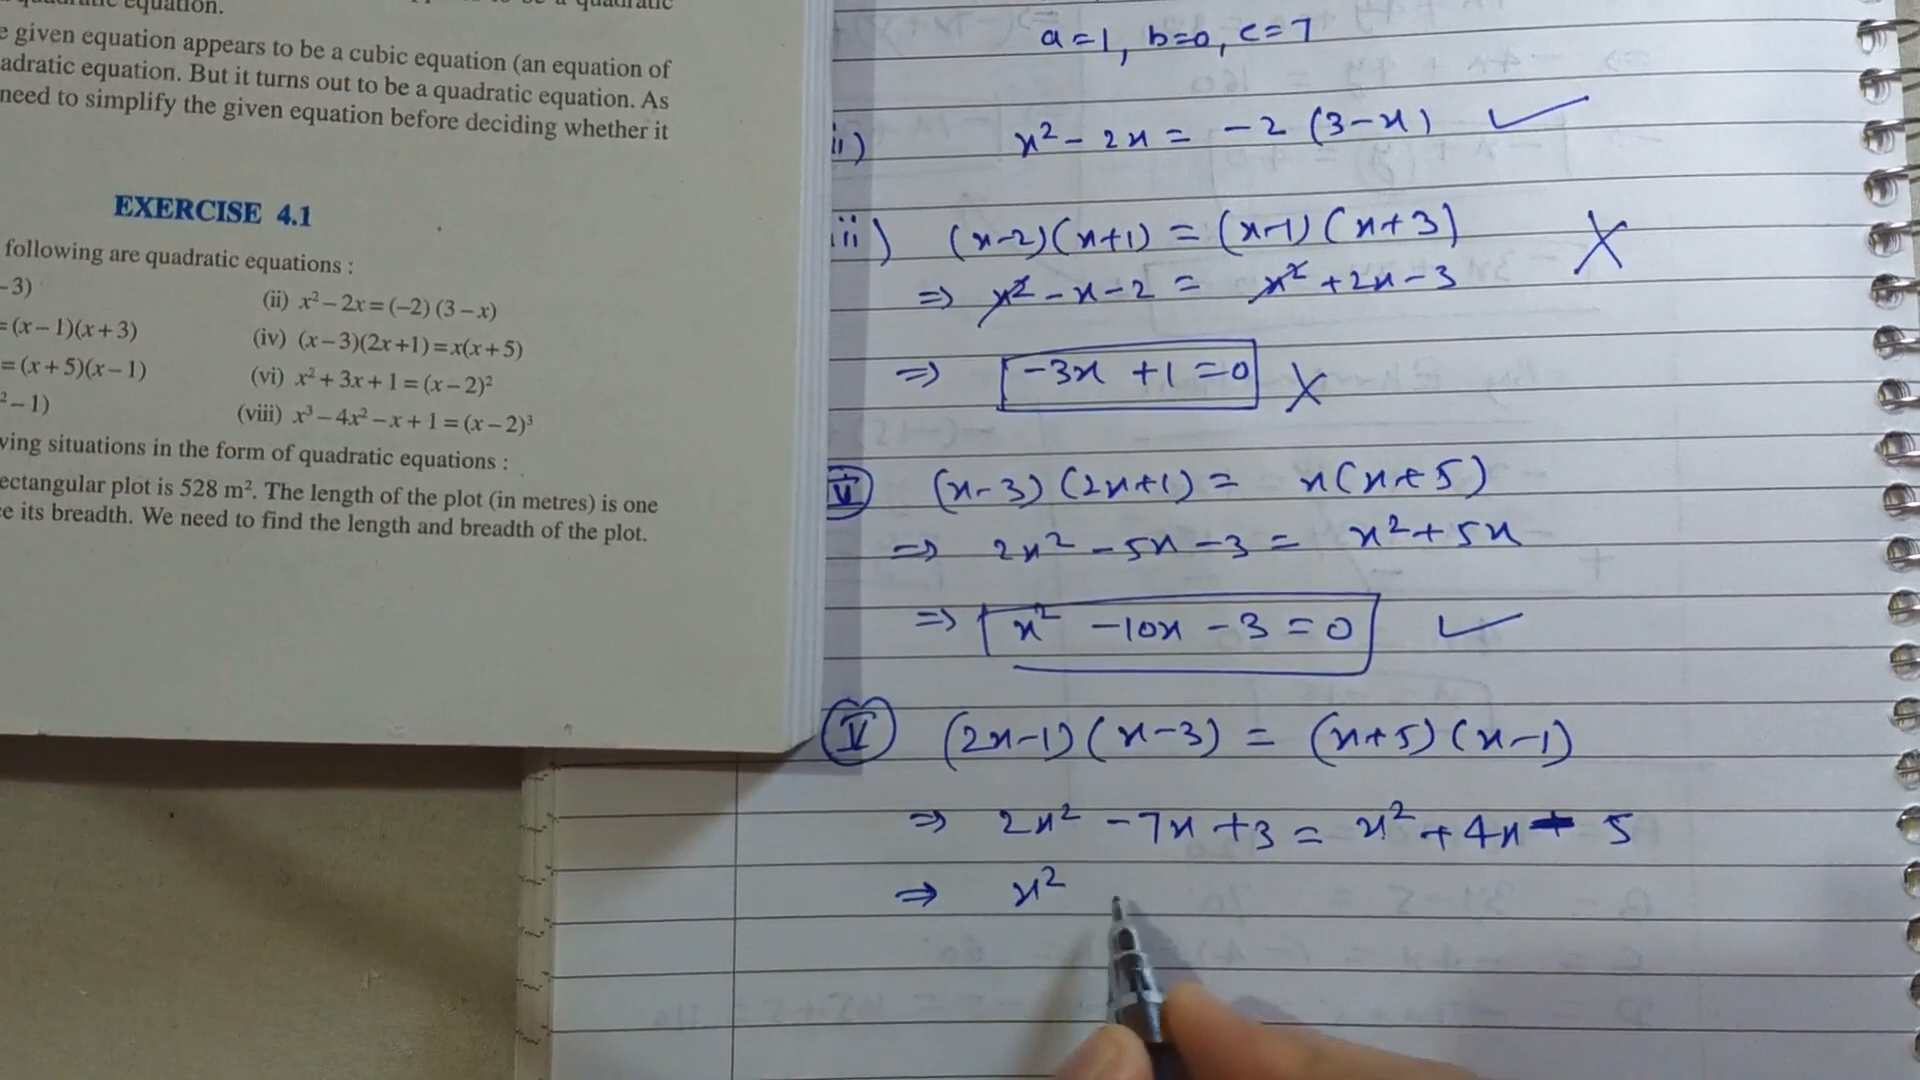 quadratic equation.
e given equation appears to be a cubic equation (an equation of
adratic equation. But it turns out to be a quadratic equation. As
need to simplify the given equation before deciding whether it
EXERCISE 4.1
following are quadratic equations :
–3)
(ii) x² – 2x = (–2) (3 – x)
= (x – 1)(x + 3)
(iv) (x – 3)(2x + 1) = x(x + 5)
= (x + 5)(x – 1)
(vi) x² + 3x + 1 = (x – 2)²
² – 1)
(viii) x³ – 4x² – x + 1 = (x – 2)³
ving situations in the form of quadratic equations :
ectangular plot is 528 m². The length of the plot (in metres) is one
e its breadth. We need to find the length and breadth of the plot.
a=1, b=0, c=7
ii) x² - 2x = -2 (3-x) ✓
iii) (x-2)(x+1) = (x-1)(x+3) X
⇒ x² - x - 2 = x² + 2x - 3
⇒ -3x + 1 = 0 X
V (x-3)(2x+1) = x(x+5)
⇒ 2x² - 5x - 3 = x² + 5x
⇒ x² - 10x - 3 = 0 ✓
V (2x-1)(x-3) = (x+5)(x-1)
⇒ 2x² - 7x + 3 = x² + 4x - 5
⇒ x²